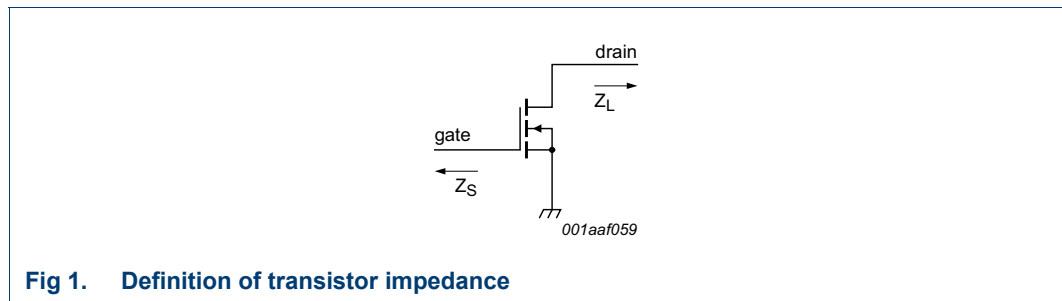 drain
Z_L
gate
Z_S
001aaf059
Fig 1. Definition of transistor impedance